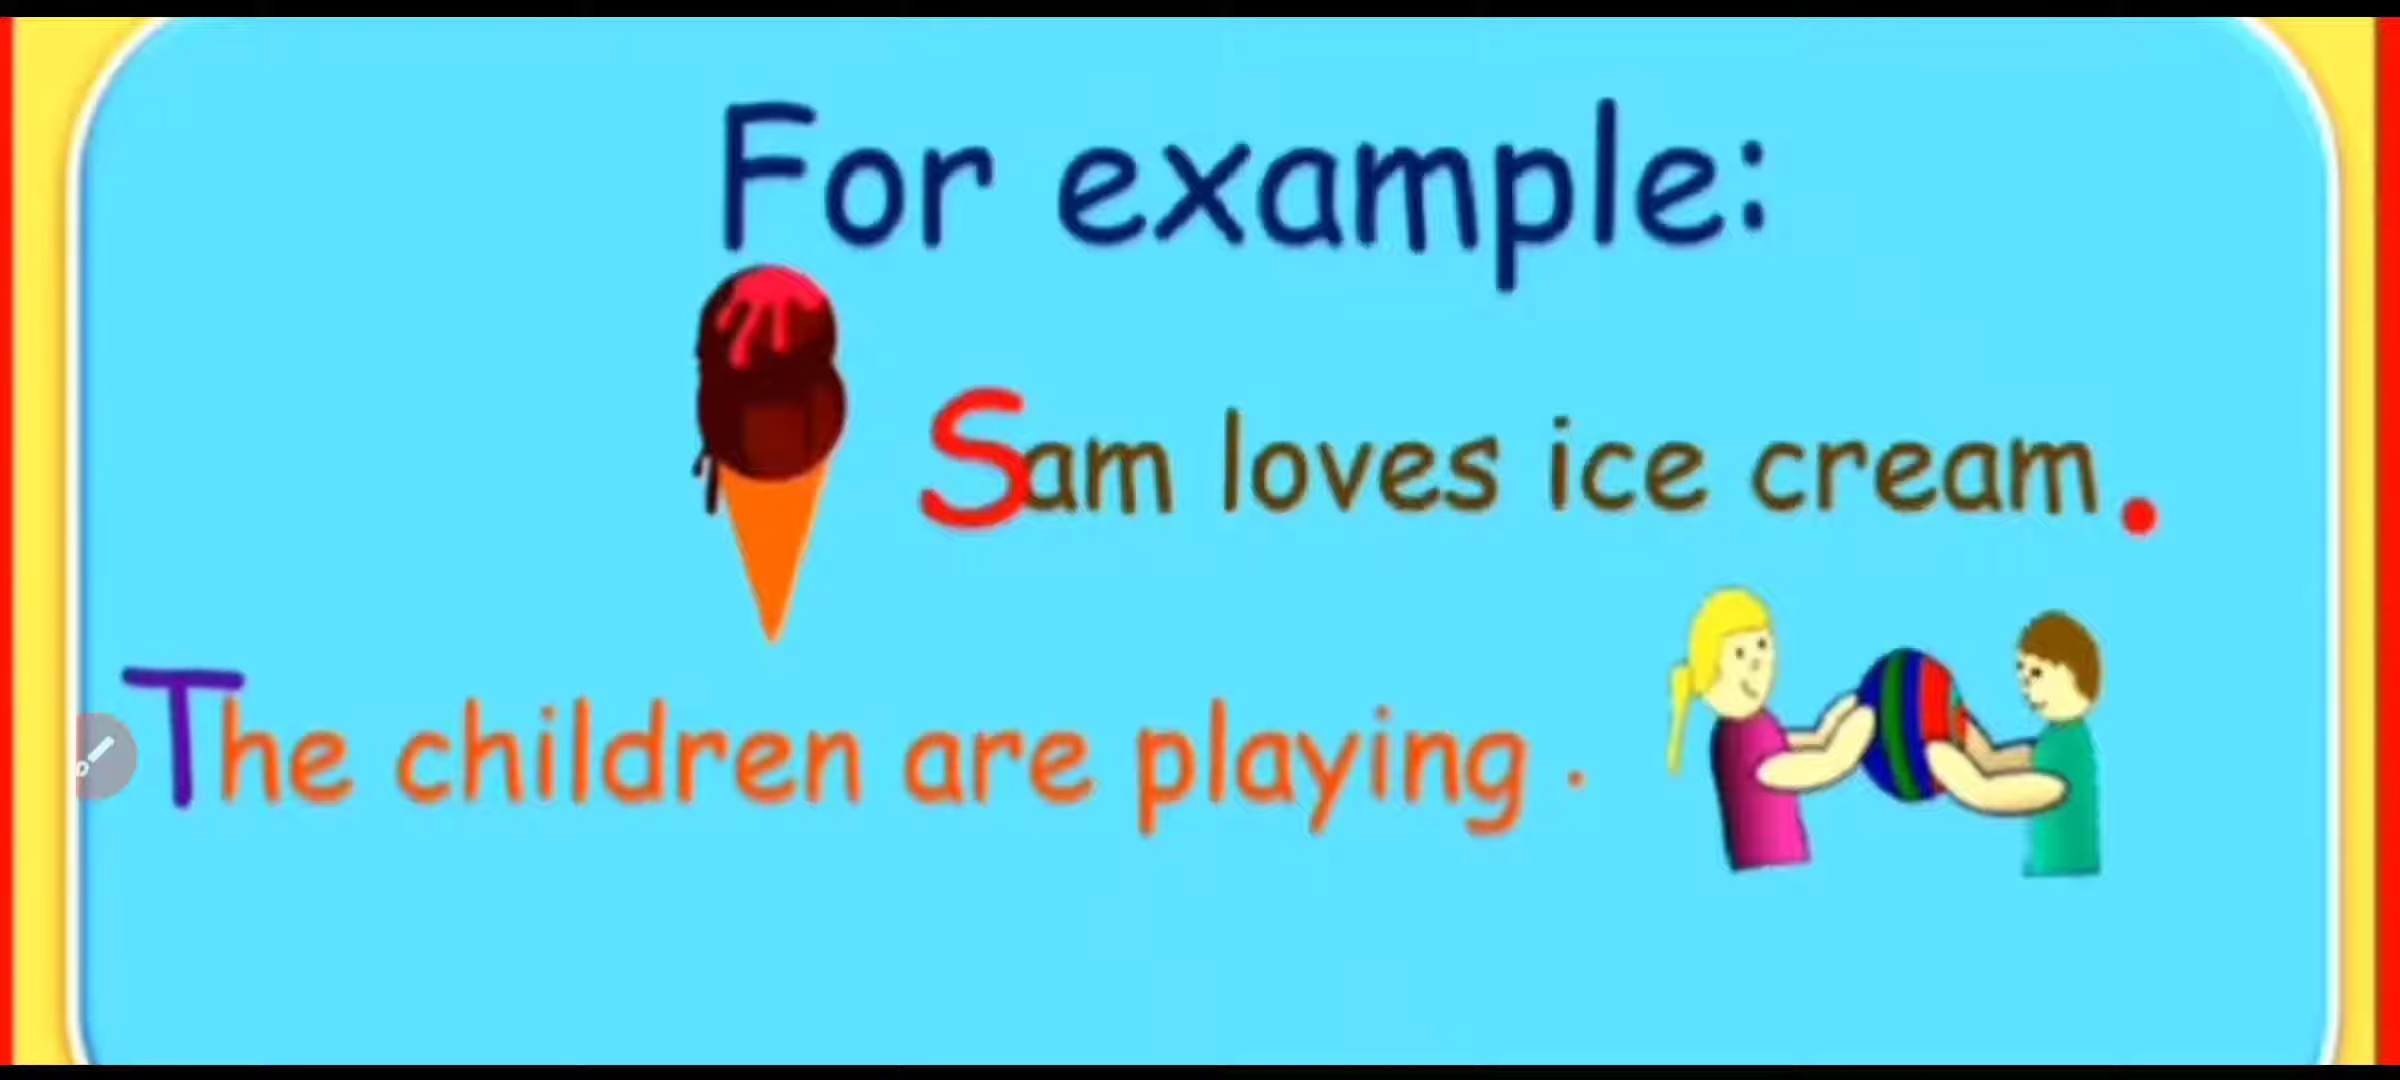 For example:
Sam loves ice cream.
The children are playing .